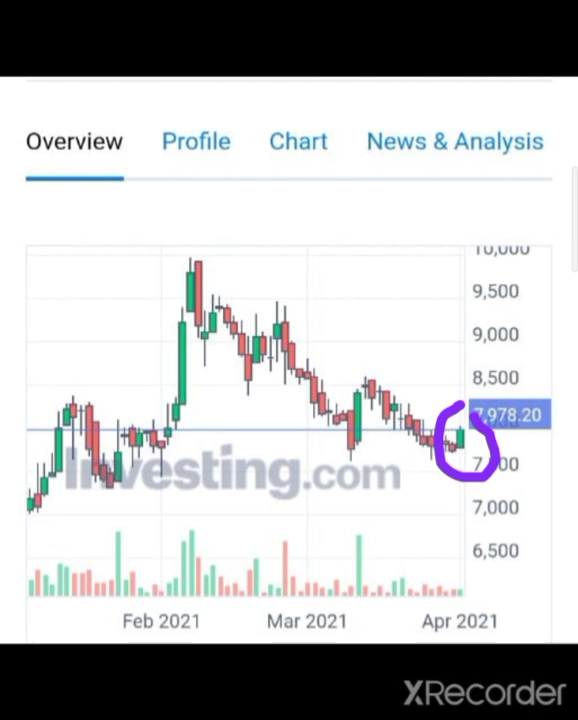 Overview Profile Chart News & Analysis
10,000
9,500
9,000
8,500
7,978.20
7,000
6,500
Investing.com
Feb 2021 Mar 2021 Apr 2021
XRecorder